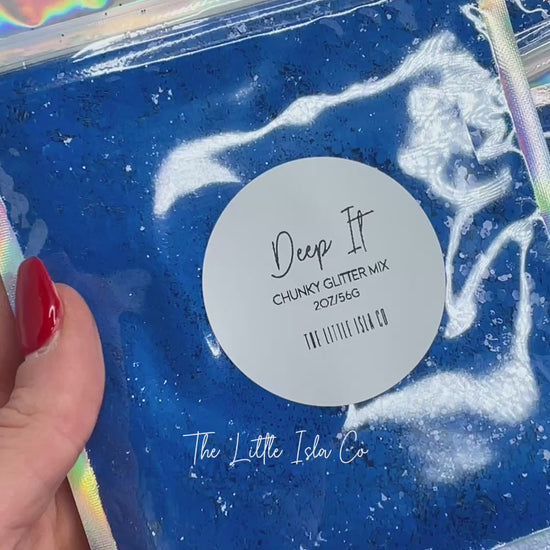 Deep It
CHUNKY GLITTER MIX
2OZ/56G
THE LITTLE ISLA CO
The Little Isla Co